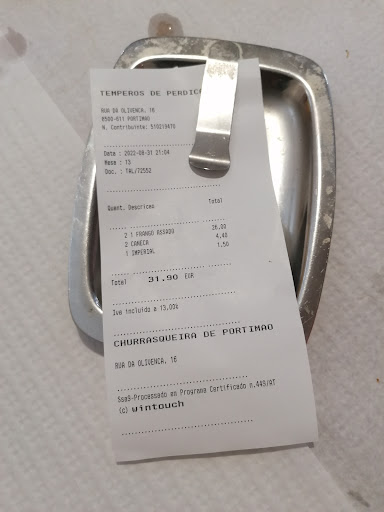 TEMPEROS DE PERDIC
RUA DA OLIVENCA, 16
8500-611 PORTIMAO
N. Contribuinte: 510219470
Data : 2022-08-31 21:04
Mesa : 13
Doc. : TAL/72552
Quant. Descricao Total
2 1 FRANGO ASSADO 26.00
2 CANECA 4.40
1 IMPERIAL 1.50
Total 31.90 EUR
Iva incluido a 13.00%
CHURRASQUEIRA DE PORTIMAO
RUA DA OLIVENCA, 16
SsaS-Processado em Programa Certificado n.443/AT
(c) wintouch